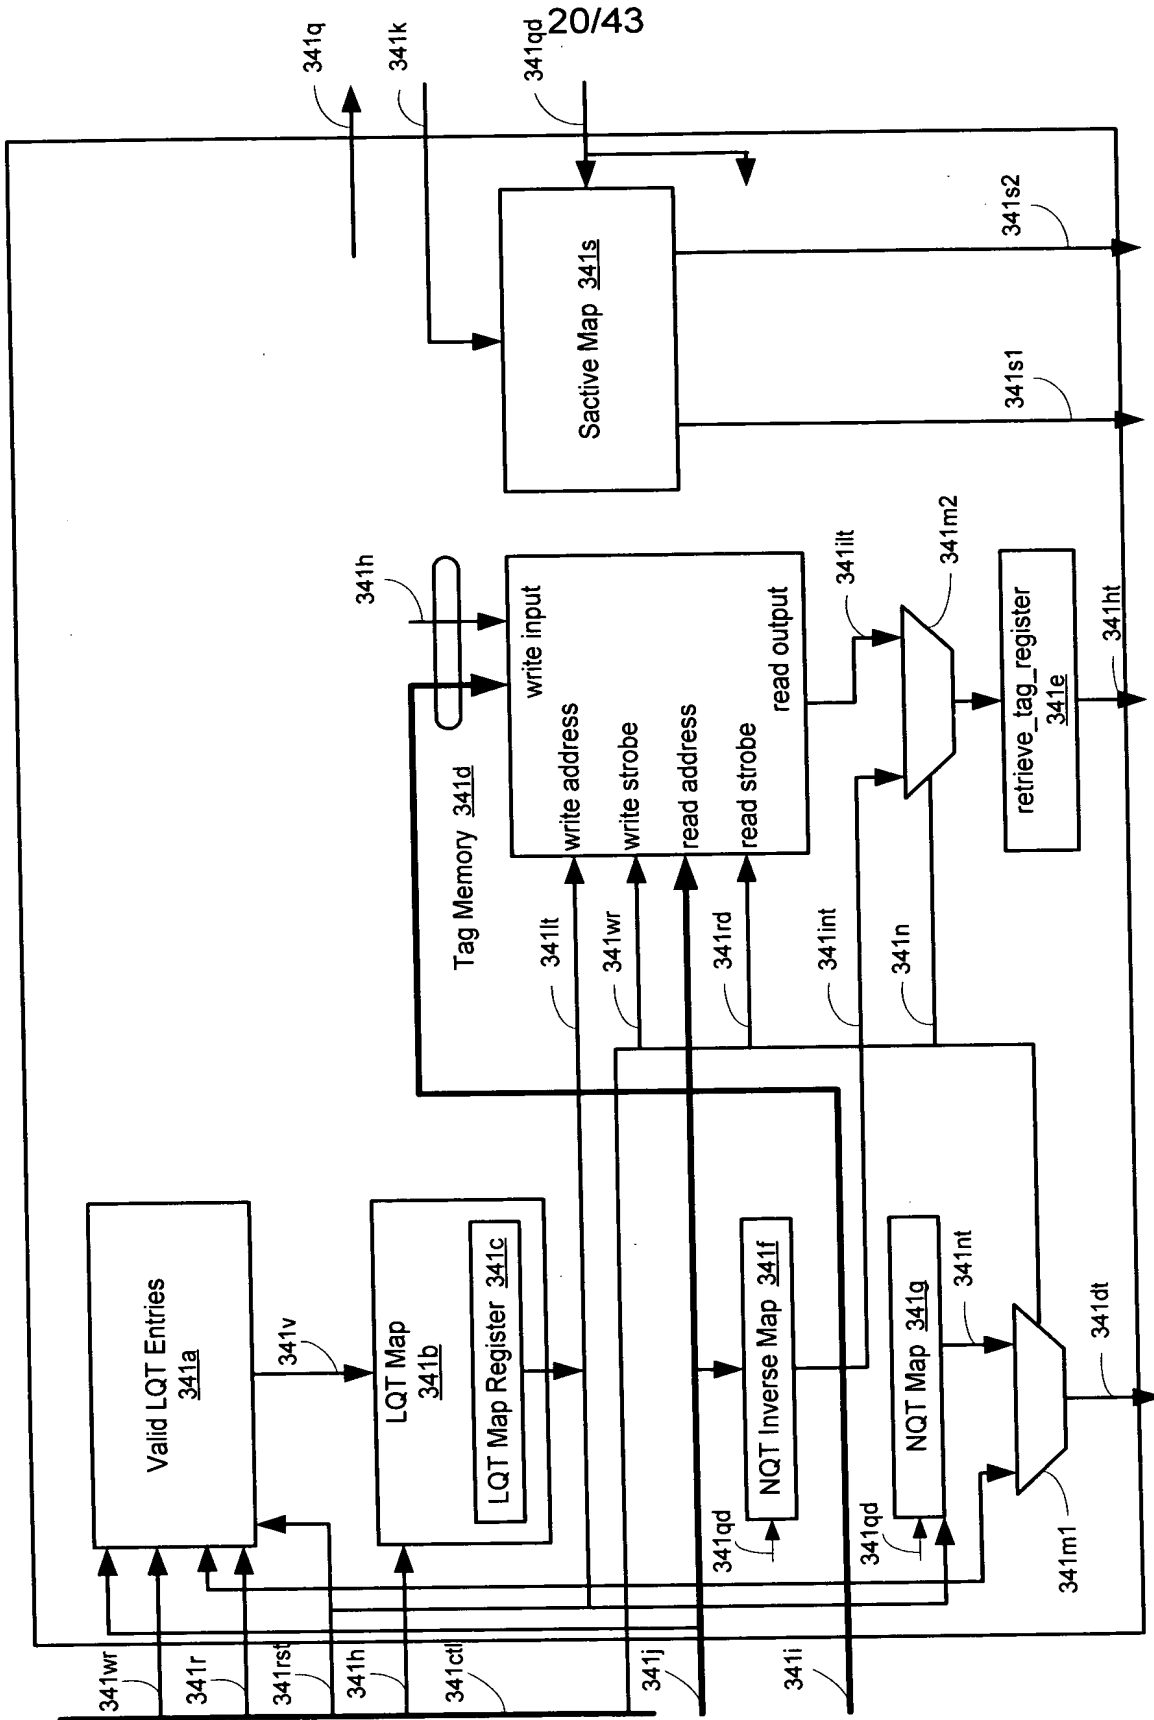 20/43
341q
341k
341qd
Sactive Map 341s
341s2
341s1
341h
Tag Memory 341d
write input
write address
write strobe
read address
read strobe
read output
341lt
341wr
341rd
341int
341n
341ilt
341m2
retrieve_tag_register
341e
341ht
Valid LQT Entries
341a
341v
LQT Map
341b
LQT Map Register 341c
NQT Inverse Map 341f
341qd
NQT Map 341g
341qd
341nt
341m1
341dt
341wr
341r
341rst
341h
341ctl
341j
341i